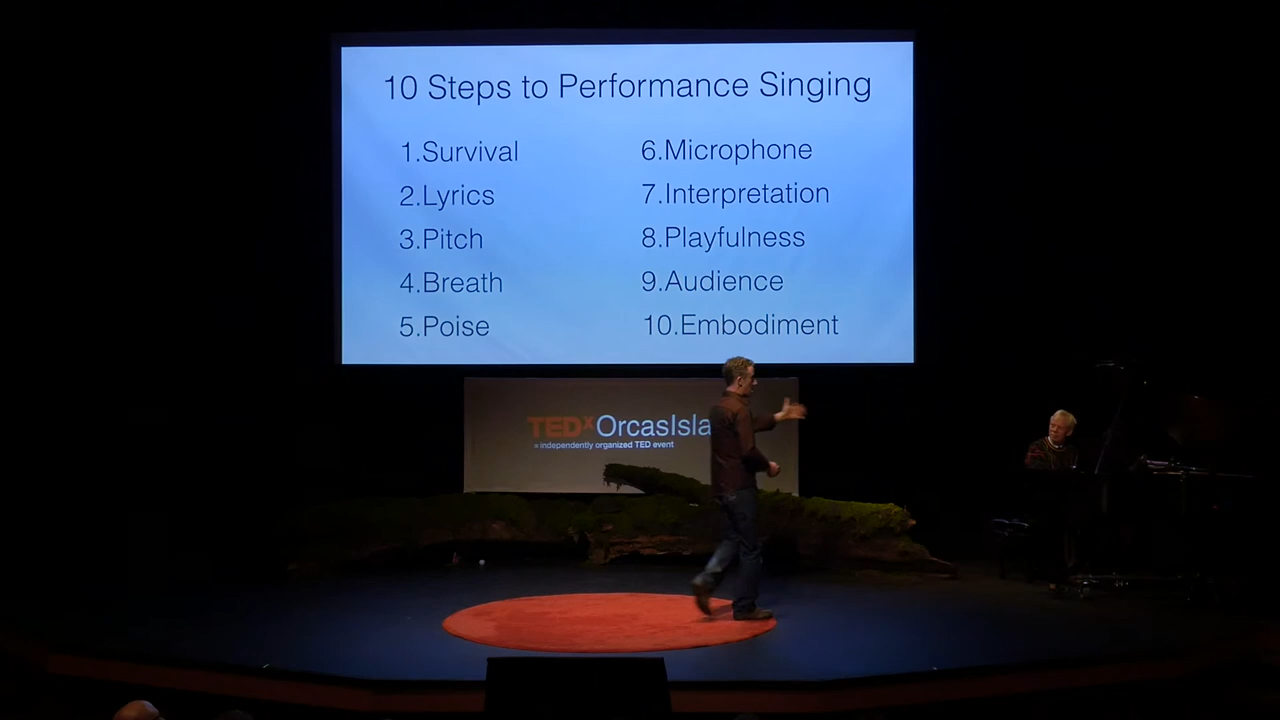 10 Steps to Performance Singing
1.Survival
2.Lyrics
3.Pitch
4.Breath
5.Poise
6.Microphone
7.Interpretation
8.Playfulness
9.Audience
10.Embodiment
TEDxOrcasIsla
= independently organized TED event